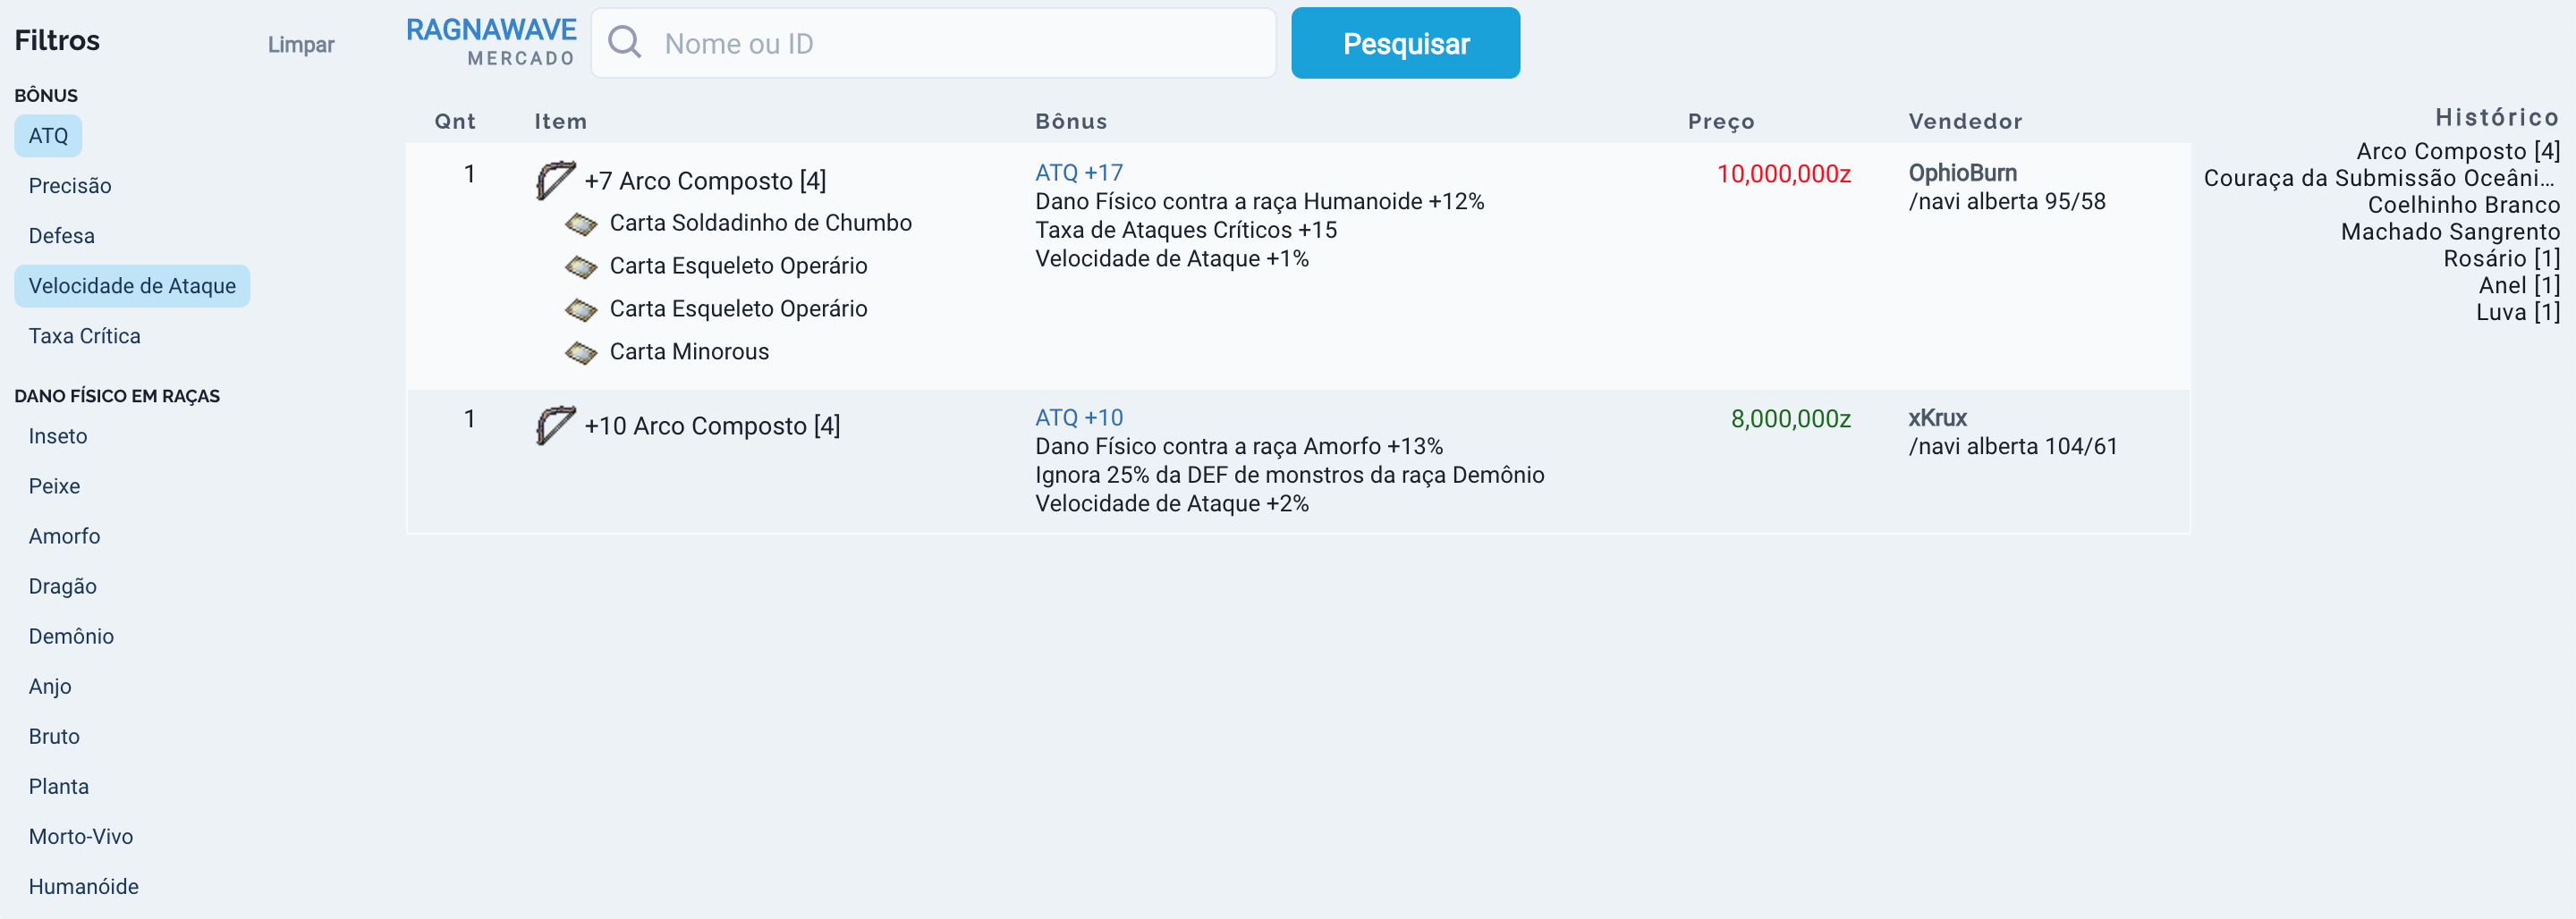 Filtros
Limpar
BÔNUS
ATQ
Precisão
Defesa
Velocidade de Ataque
Taxa Crítica
DANO FÍSICO EM RAÇAS
Inseto
Peixe
Amorfo
Dragão
Demônio
Anjo
Bruto
Planta
Morto-Vivo
Humanóide
RAGNAWAVE
MERCADO
Nome ou ID
Pesquisar
Qnt Item Bônus Preço Vendedor
1
+7 Arco Composto [4]
Carta Soldadinho de Chumbo
Carta Esqueleto Operário
Carta Esqueleto Operário
Carta Minorous
ATQ +17
Dano Físico contra a raça Humanoide +12%
Taxa de Ataques Críticos +15
Velocidade de Ataque +1%
10,000,000z
OphioBurn
/navi alberta 95/58
1
+10 Arco Composto [4]
ATQ +10
Dano Físico contra a raça Amorfo +13%
Ignora 25% da DEF de monstros da raça Demônio
Velocidade de Ataque +2%
8,000,000z
xKrux
/navi alberta 104/61
Histórico
Arco Composto [4]
Couraça da Submissão Oceâni...
Coelhinho Branco
Machado Sangrento
Rosário [1]
Anel [1]
Luva [1]